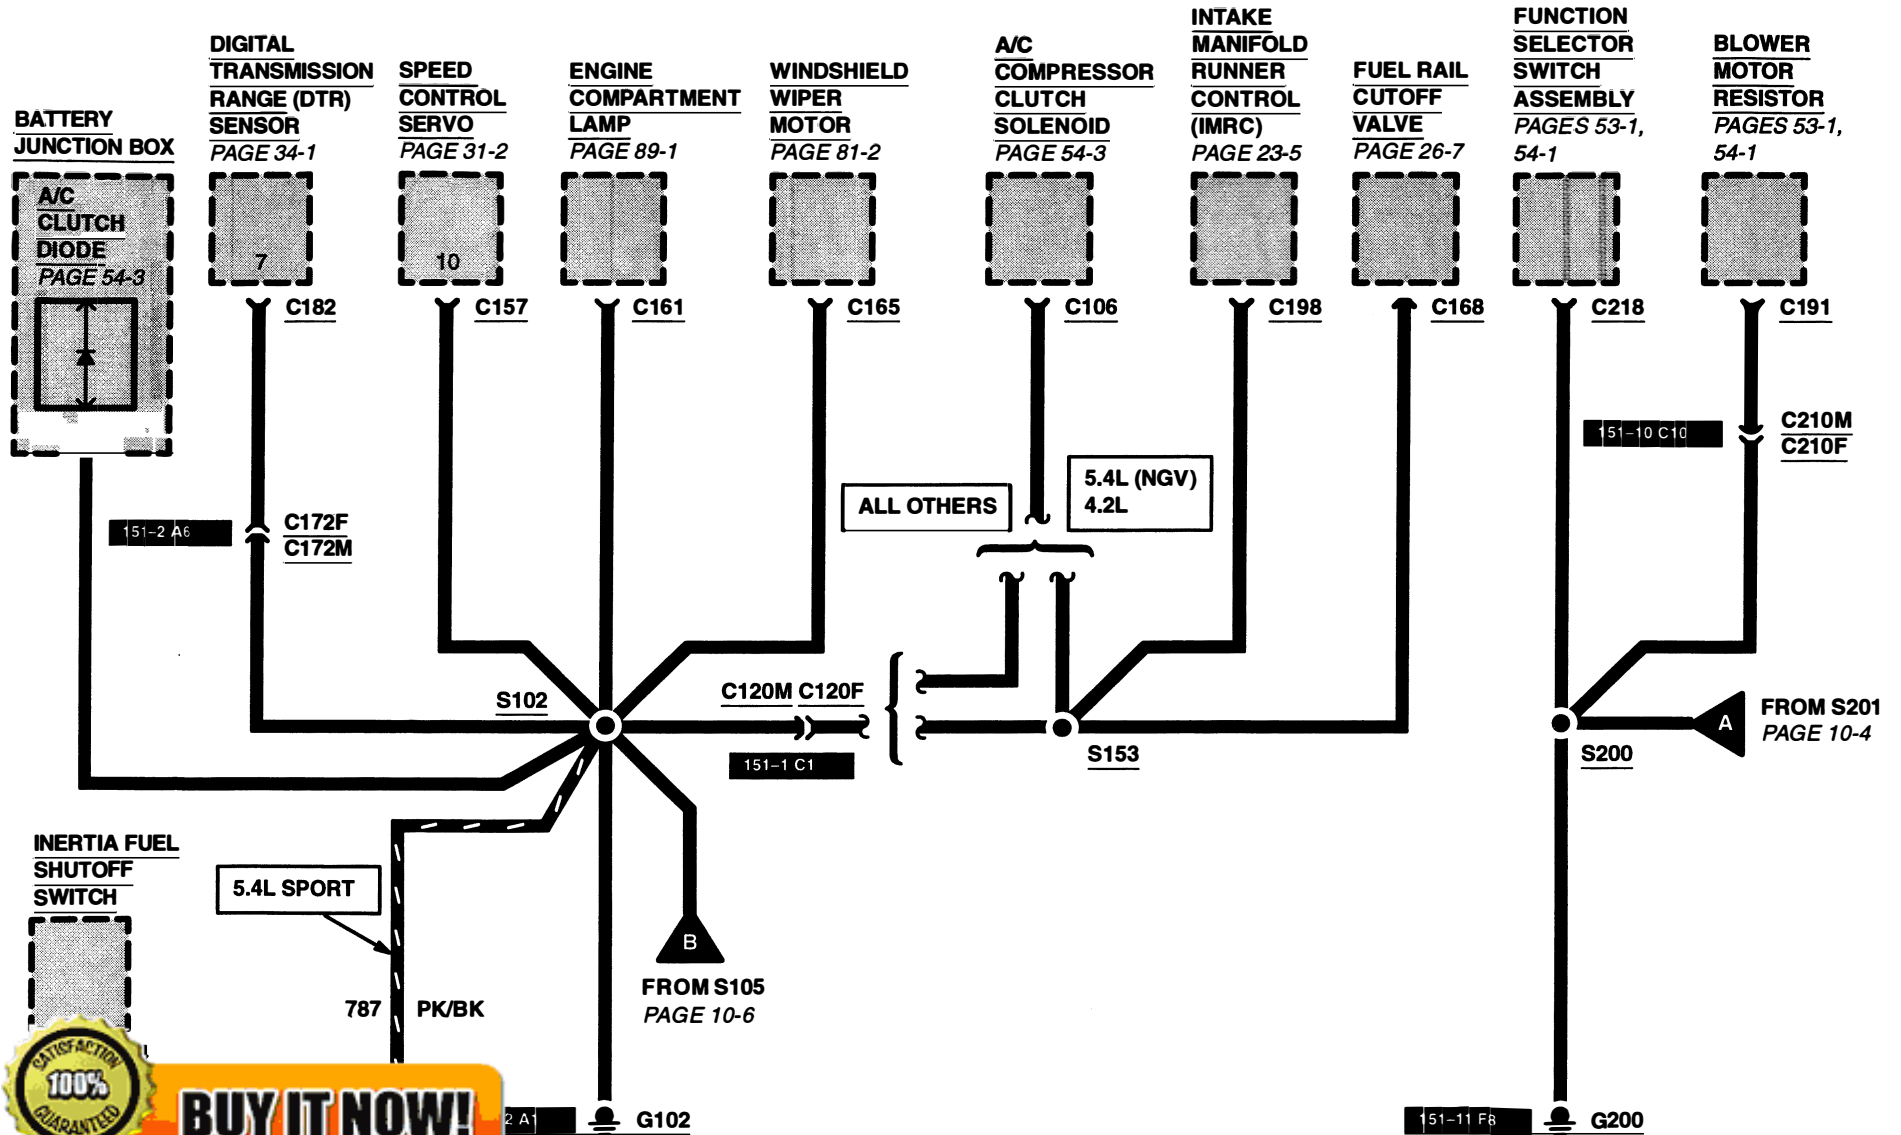 BATTERY
JUNCTION BOX
A/C
CLUTCH
DIODE
PAGE 54-3
DIGITAL
TRANSMISSION
RANGE (DTR)
SENSOR
PAGE 34-1
7
C182
SPEED
CONTROL
SERVO
PAGE 31-2
10
C157
ENGINE
COMPARTMENT
LAMP
PAGE 89-1
C161
WINDSHIELD
WIPER
MOTOR
PAGE 81-2
C165
A/C
COMPRESSOR
CLUTCH
SOLENOID
PAGE 54-3
C106
INTAKE
MANIFOLD
RUNNER
CONTROL
(IMRC)
PAGE 23-5
C198
FUEL RAIL
CUTOFF
VALVE
PAGE 26-7
C168
FUNCTION
SELECTOR
SWITCH
ASSEMBLY
PAGES 53-1,
54-1
C218
BLOWER
MOTOR
RESISTOR
PAGES 53-1,
54-1
C191
151-10 C10
C210M
C210F
151-2 A6
C172F
C172M
ALL OTHERS
5.4L (NGV)
4.2L
S102
C120M C120F
151-1 C1
S153
S200
A
FROM S201
PAGE 10-4
INERTIA FUEL
SHUTOFF
SWITCH
5.4L SPORT
787 PK/BK
B
FROM S105
PAGE 10-6
SATISFACTION
100%
GUARANTEED
BUY IT NOW!
2 A1
G102
151-11 F8
G200